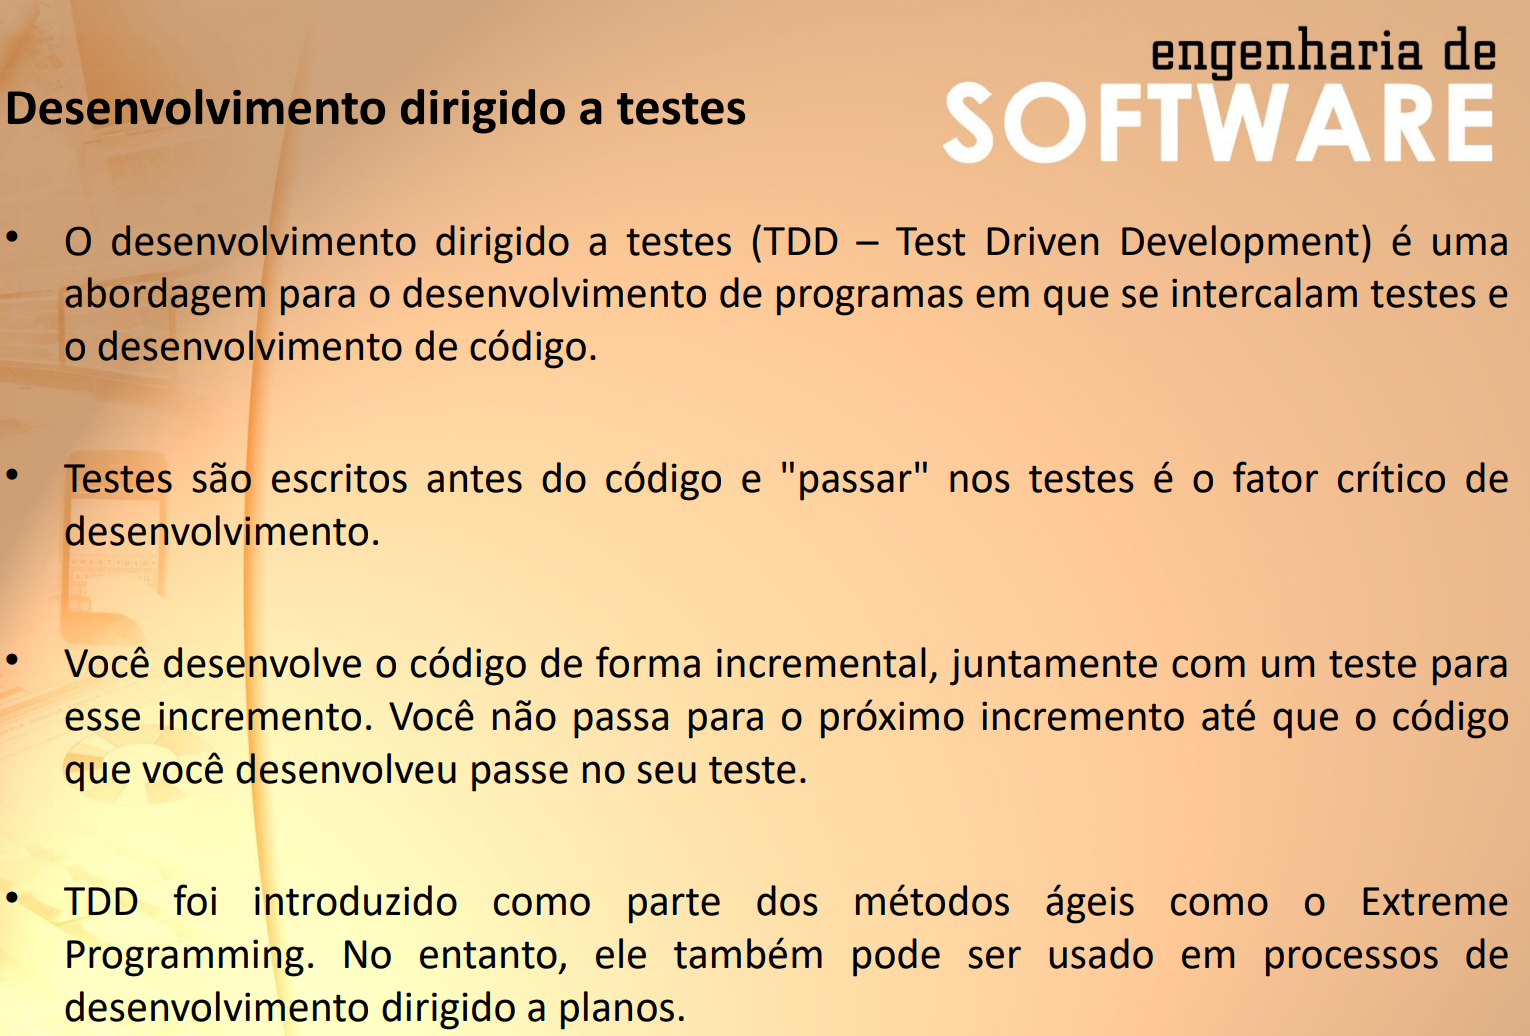 engenharia de
SOFTWARE
Desenvolvimento dirigido a testes
• O desenvolvimento dirigido a testes (TDD – Test Driven Development) é uma
abordagem para o desenvolvimento de programas em que se intercalam testes e
o desenvolvimento de código.
• Testes são escritos antes do código e "passar" nos testes é o fator crítico de
desenvolvimento.
• Você desenvolve o código de forma incremental, juntamente com um teste para
esse incremento. Você não passa para o próximo incremento até que o código
que você desenvolveu passe no seu teste.
• TDD foi introduzido como parte dos métodos ágeis como o Extreme
Programming. No entanto, ele também pode ser usado em processos de
desenvolvimento dirigido a planos.